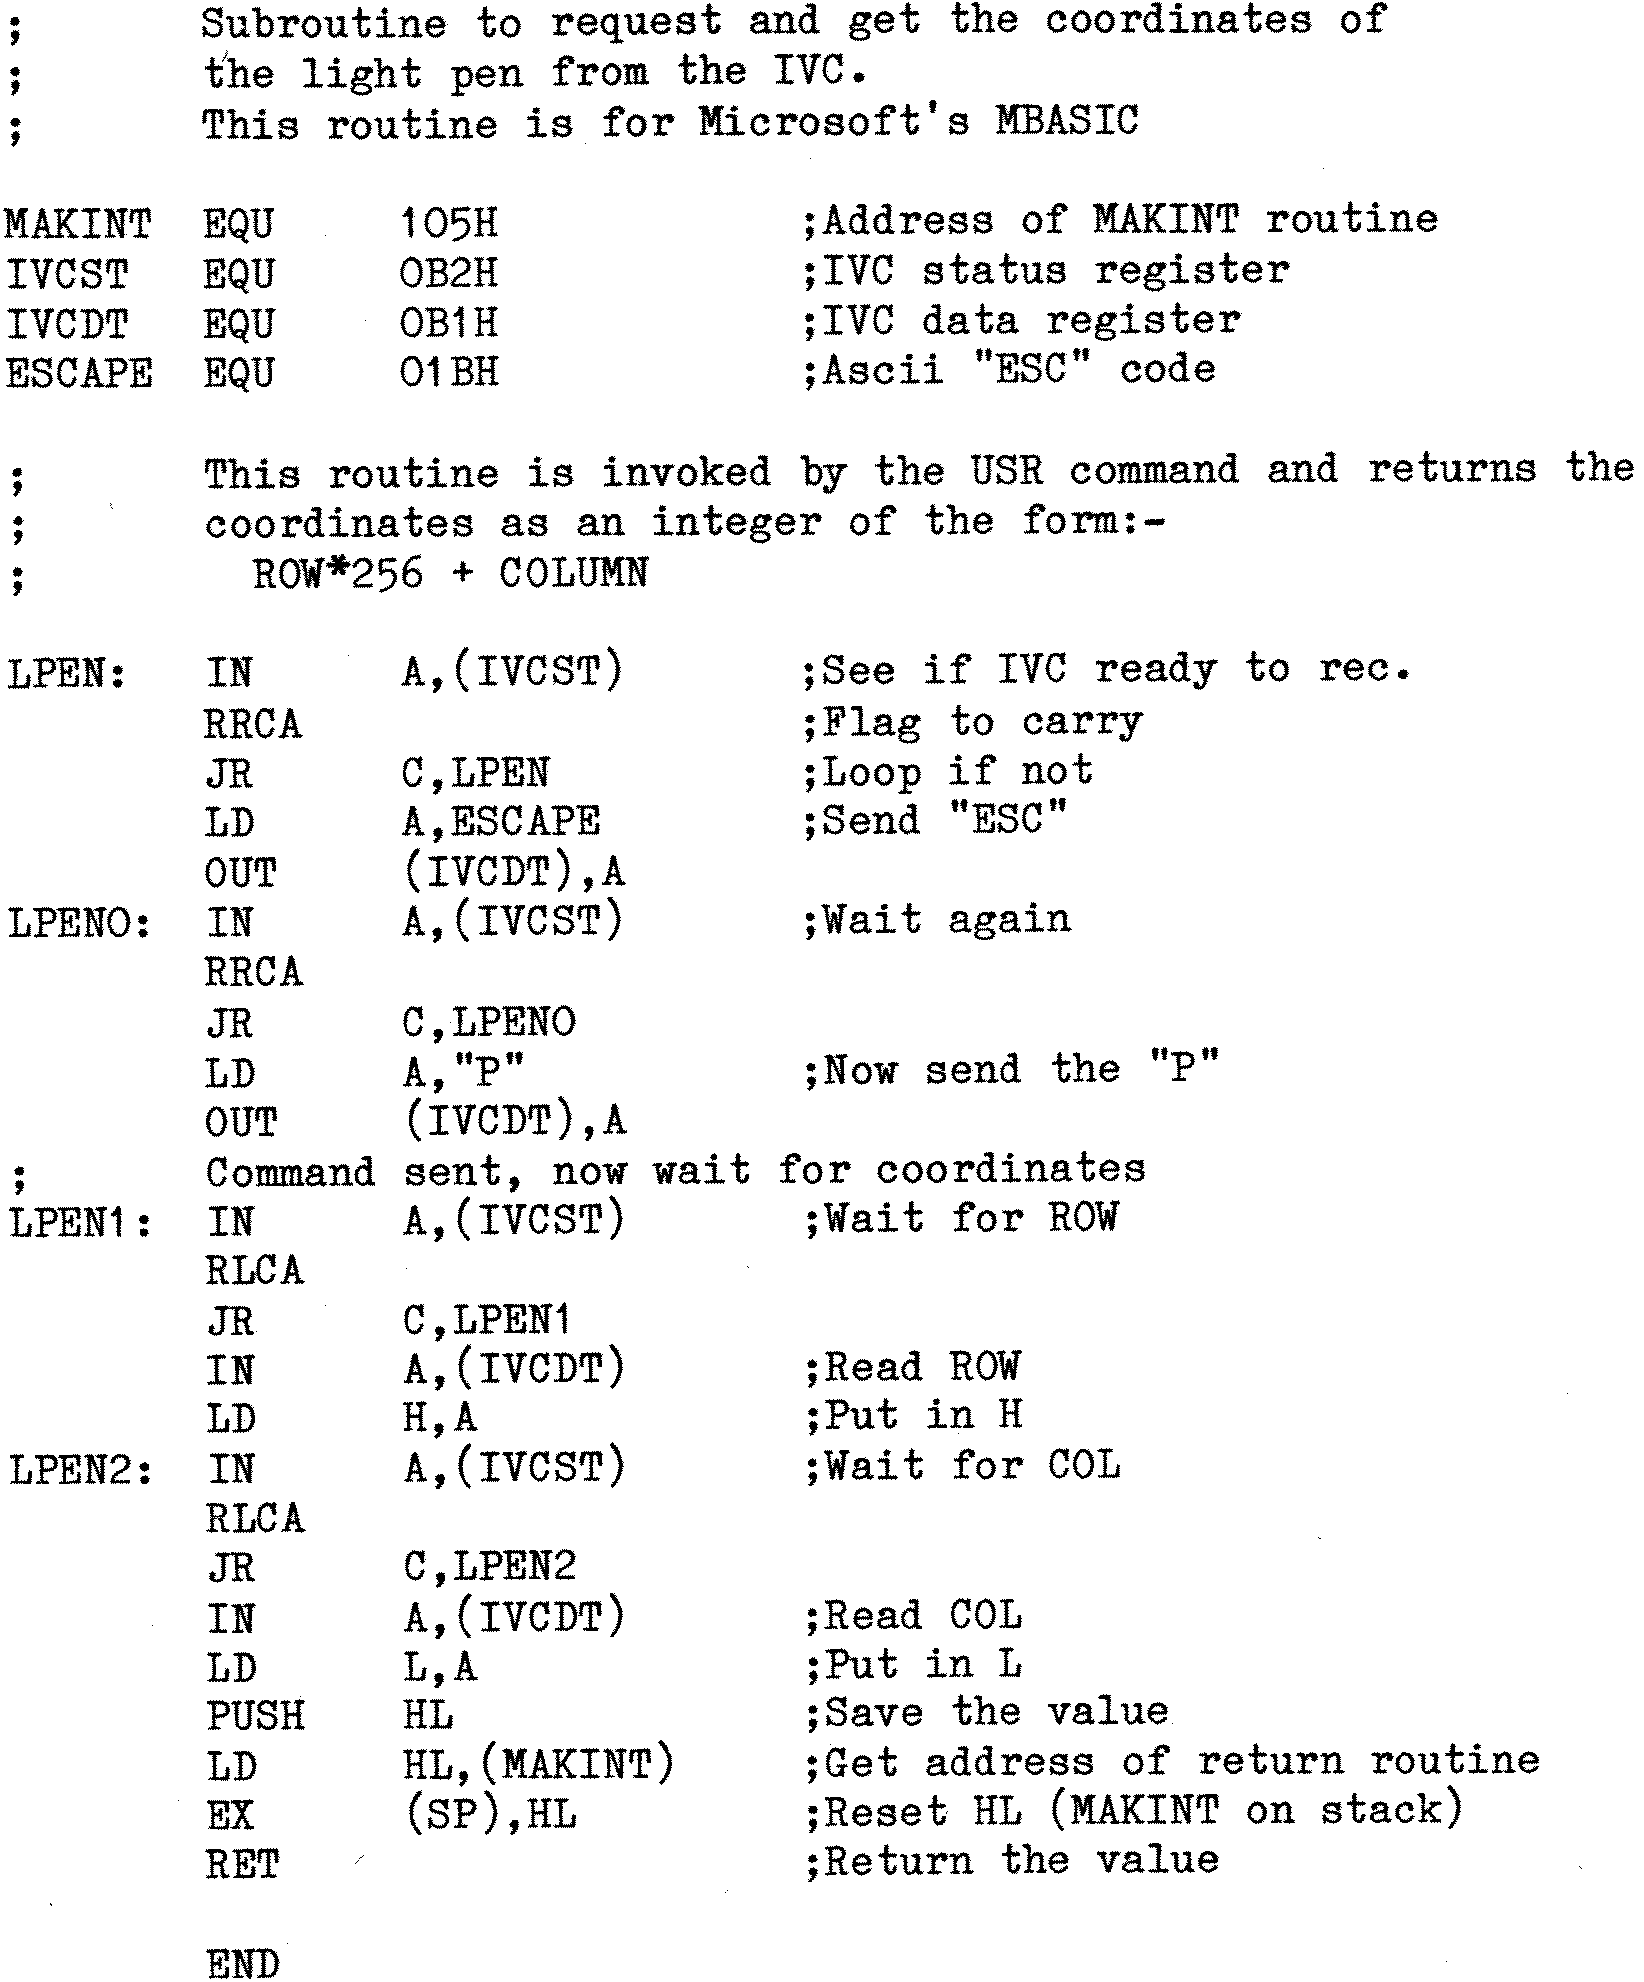 ;       Subroutine to request and get the coordinates of
;       the light pen from the IVC.
;       This routine is for Microsoft's MBASIC
MAKINT  EQU     105H            ;Address of MAKINT routine
IVCST   EQU     0B2H            ;IVC status register
IVCDT   EQU     0B1H            ;IVC data register
ESCAPE  EQU     01BH            ;Ascii "ESC" code
;       This routine is invoked by the USR command and returns the
;       coordinates as an integer of the form:-
;         ROW*256 + COLUMN
LPEN:   IN      A,(IVCST)       ;See if IVC ready to rec.
        RRCA                    ;Flag to carry
        JR      C,LPEN          ;Loop if not
        LD      A,ESCAPE        ;Send "ESC"
        OUT     (IVCDT),A
LPEN0:  IN      A,(IVCST)       ;Wait again
        RRCA
        JR      C,LPEN0
        LD      A,"P"           ;Now send the "P"
        OUT     (IVCDT),A
;       Command sent, now wait for coordinates
LPEN1:  IN      A,(IVCST)       ;Wait for ROW
        RLCA
        JR      C,LPEN1
        IN      A,(IVCDT)       ;Read ROW
        LD      H,A             ;Put in H
LPEN2:  IN      A,(IVCST)       ;Wait for COL
        RLCA
        JR      C,LPEN2
        IN      A,(IVCDT)       ;Read COL
        LD      L,A             ;Put in L
        PUSH    HL              ;Save the value
        LD      HL,(MAKINT)     ;Get address of return routine
        EX      (SP),HL         ;Reset HL (MAKINT on stack)
        RET                     ;Return the value
        END